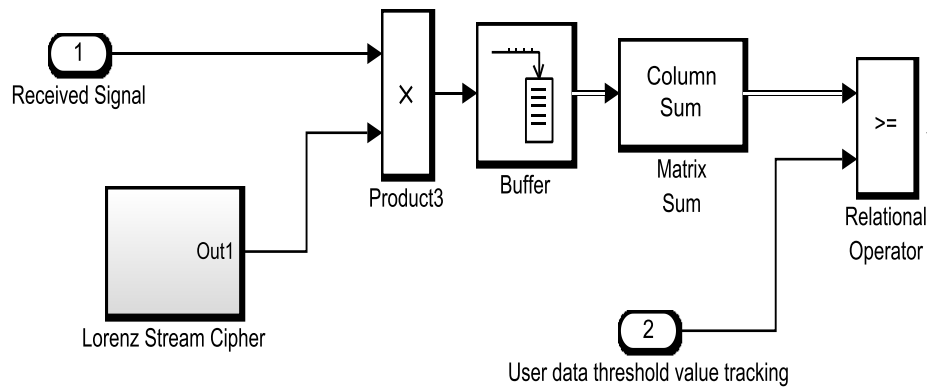 1
Received Signal
X
Product3
Buffer
Column
Sum
Matrix
Sum
>=
Relational
Operator
Out1
Lorenz Stream Cipher
2
User data threshold value tracking